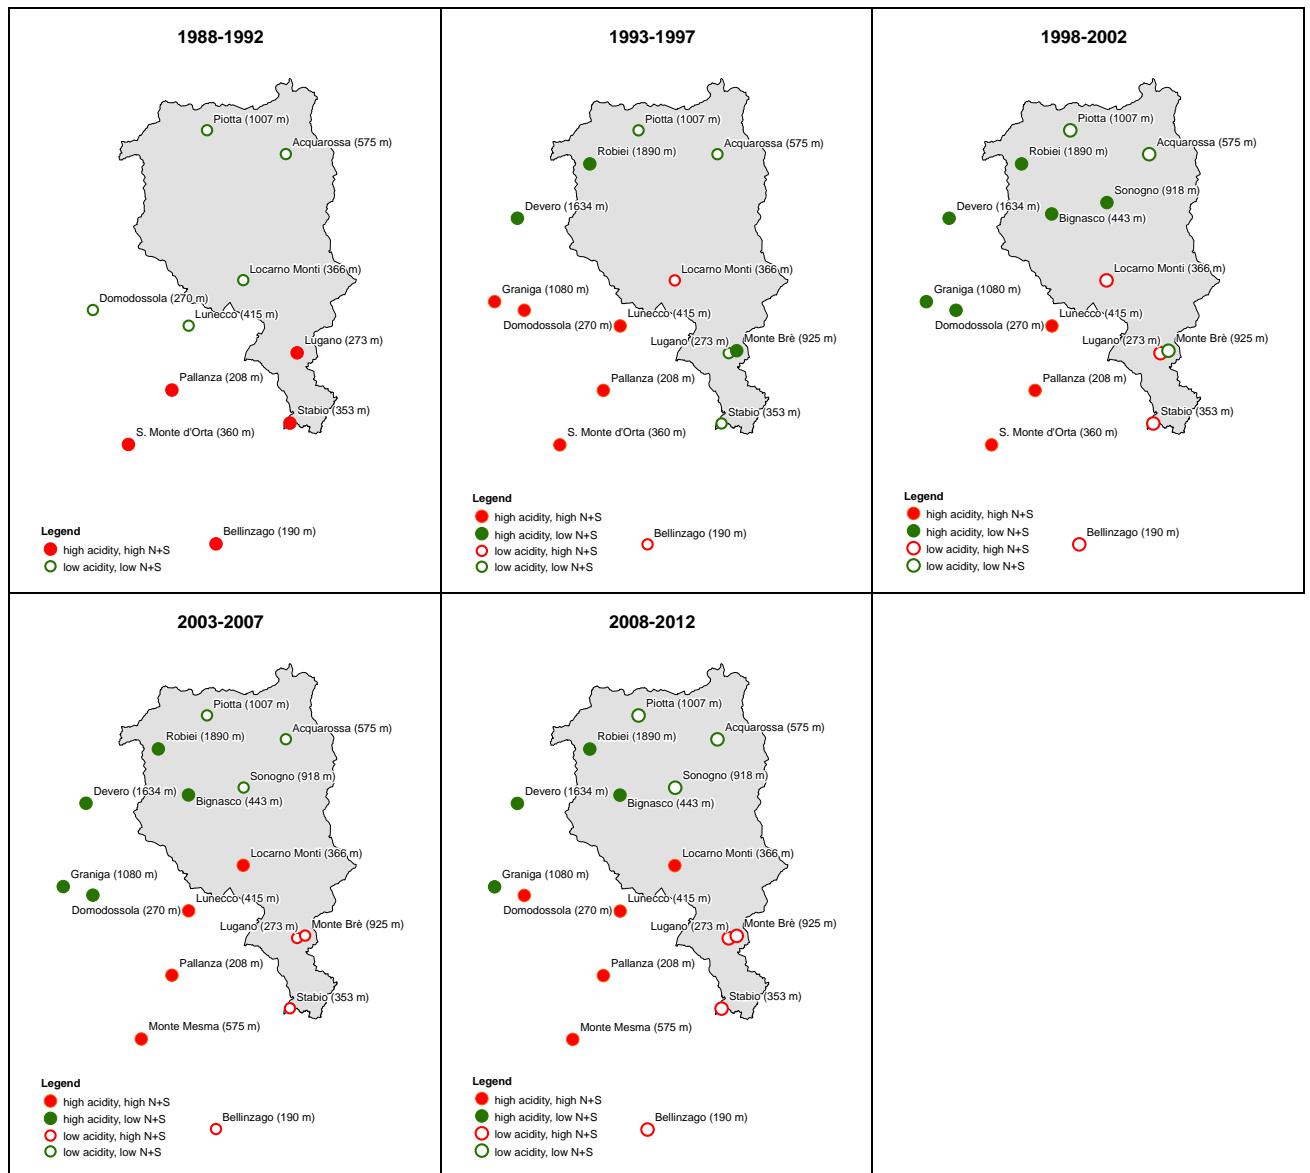 1988-1992
Piotta (1007 m)
Acquarossa (575 m)
Locarno Monti (366 m)
Domodossola (270 m)
Lunecco (415 m)
Lugano (273 m)
Pallanza (208 m)
Stabio (353 m)
S. Monte d'Orta (360 m)
Bellinzago (190 m)
Legend
high acidity, high N+S
low acidity, low N+S
1993-1997
Piotta (1007 m)
Acquarossa (575 m)
Robiei (1890 m)
Devero (1634 m)
Locarno Monti (366 m)
Graniga (1080 m)
Lunecco (415 m)
Domodossola (270 m)
Lugano (273 m)
Monte Brè (925 m)
Pallanza (208 m)
Stabio (353 m)
S. Monte d'Orta (360 m)
Legend
high acidity, high N+S
high acidity, low N+S
low acidity, high N+S
low acidity, low N+S
Bellinzago (190 m)
1998-2002
Piotta (1007 m)
Acquarossa (575 m)
Robiei (1890 m)
Sonogno (918 m)
Devero (1634 m)
Bignasco (443 m)
Locarno Monti (366 m)
Graniga (1080 m)
Lunecco (415 m)
Domodossola (270 m)
Lugano (273 m)
Monte Brè (925 m)
Pallanza (208 m)
Stabio (353 m)
S. Monte d'Orta (360 m)
Legend
high acidity, high N+S
high acidity, low N+S
low acidity, high N+S
low acidity, low N+S
Bellinzago (190 m)
2003-2007
Piotta (1007 m)
Acquarossa (575 m)
Robiei (1890 m)
Sonogno (918 m)
Devero (1634 m)
Bignasco (443 m)
Locarno Monti (366 m)
Graniga (1080 m)
Lunecco (415 m)
Domodossola (270 m)
Lugano (273 m)
Monte Brè (925 m)
Pallanza (208 m)
Stabio (353 m)
Monte Mesma (575 m)
Legend
high acidity, high N+S
high acidity, low N+S
low acidity, high N+S
low acidity, low N+S
Bellinzago (190 m)
2008-2012
Piotta (1007 m)
Acquarossa (575 m)
Robiei (1890 m)
Sonogno (918 m)
Devero (1634 m)
Bignasco (443 m)
Locarno Monti (366 m)
Graniga (1080 m)
Lunecco (415 m)
Domodossola (270 m)
Lugano (273 m)
Monte Brè (925 m)
Pallanza (208 m)
Stabio (353 m)
Monte Mesma (575 m)
Legend
high acidity, high N+S
high acidity, low N+S
low acidity, high N+S
low acidity, low N+S
Bellinzago (190 m)